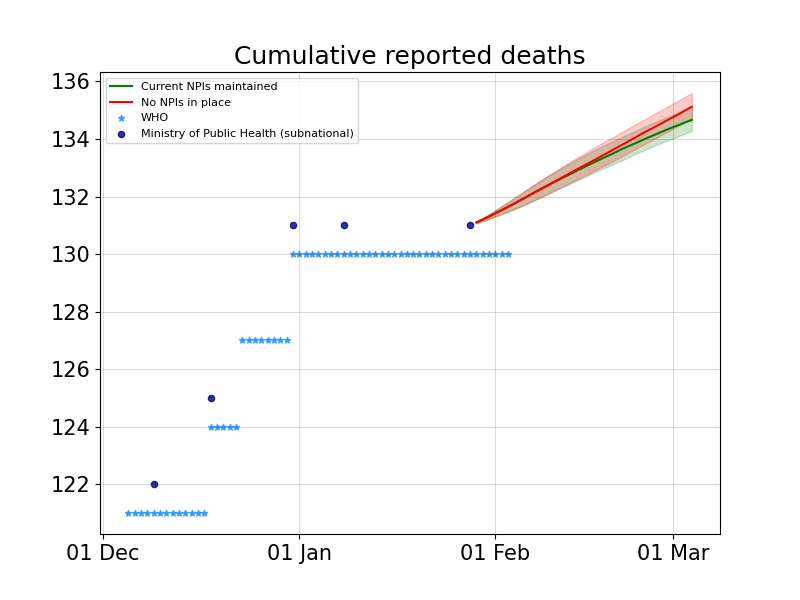 Cumulative reported deaths
Current NPIs maintained
No NPIs in place
WHO
Ministry of Public Health (subnational)
136
134
132
130
128
126
124
122
01 Dec
01 Jan
01 Feb
01 Mar